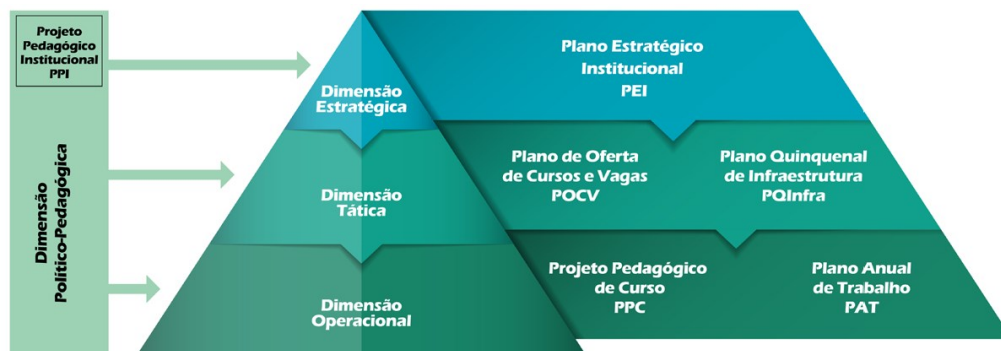 Projeto
Pedagógico
Institucional
PPI
Dimensão
Político-Pedagógica
Dimensão
Estratégica
Dimensão
Tática
Dimensão
Operacional
Plano Estratégico
Institucional
PEI
Plano de Oferta
de Cursos e Vagas
POCV
Plano Quinquenal
de Infraestrutura
PQInfra
Projeto Pedagógico
de Curso
PPC
Plano Anual
de Trabalho
PAT